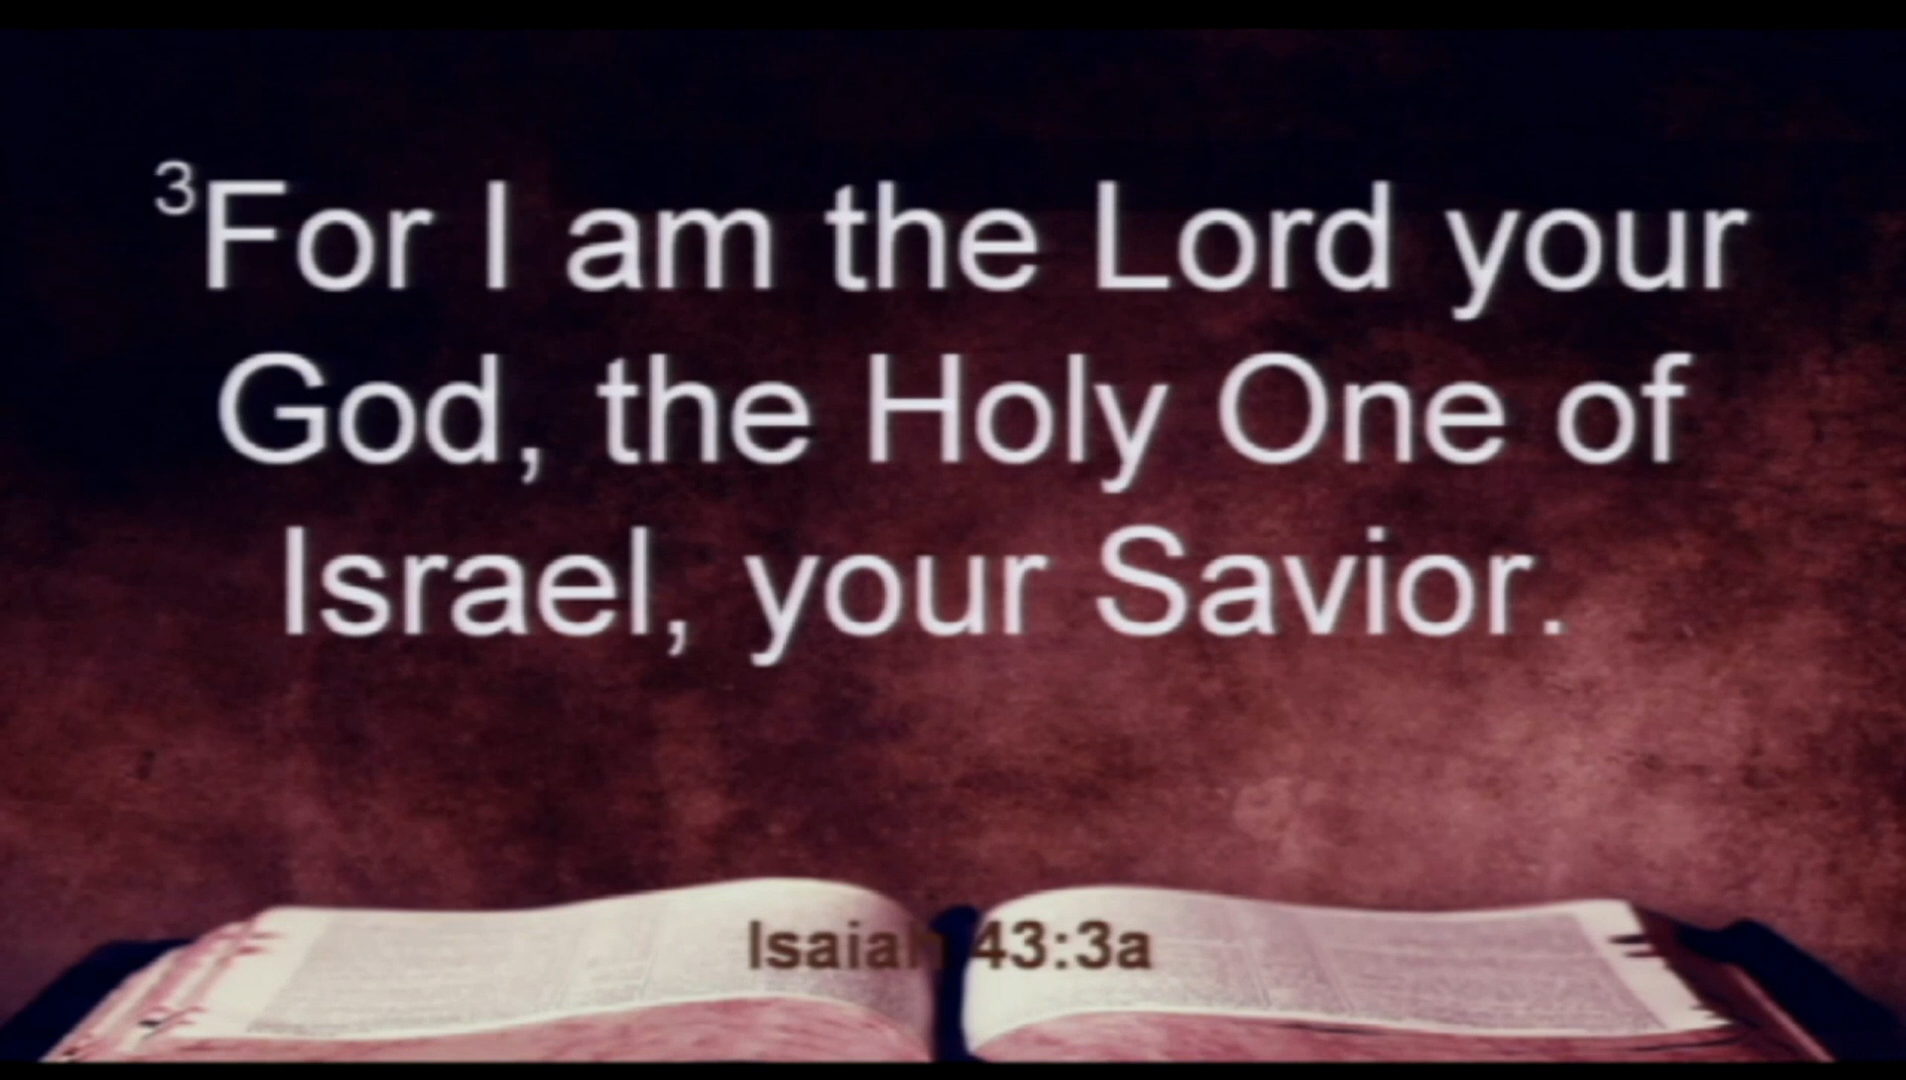 ³For I am the Lord your
God, the Holy One of
Israel, your Savior.
Isaiah 43:3a